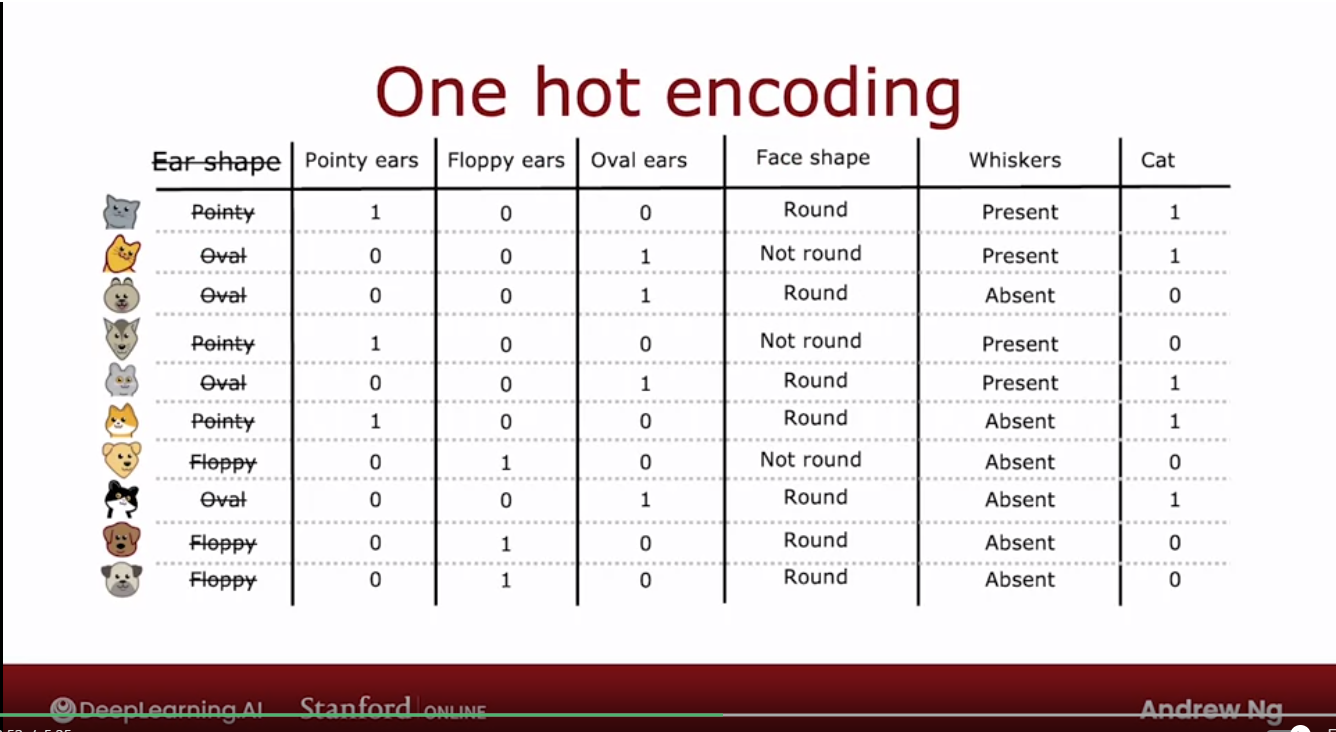 One hot encoding
Ear shape Pointy ears Floppy ears Oval ears Face shape Whiskers Cat
Pointy 1 0 0 Round Present 1
Oval 0 0 1 Not round Present 1
Oval 0 0 1 Round Absent 0
Pointy 1 0 0 Not round Present 0
Oval 0 0 1 Round Present 1
Pointy 1 0 0 Round Absent 1
Floppy 0 1 0 Not round Absent 0
Oval 0 0 1 Round Absent 1
Floppy 0 1 0 Round Absent 0
Floppy 0 1 0 Round Absent 0
DeepLearning.AI Stanford ONLINE Andrew Ng